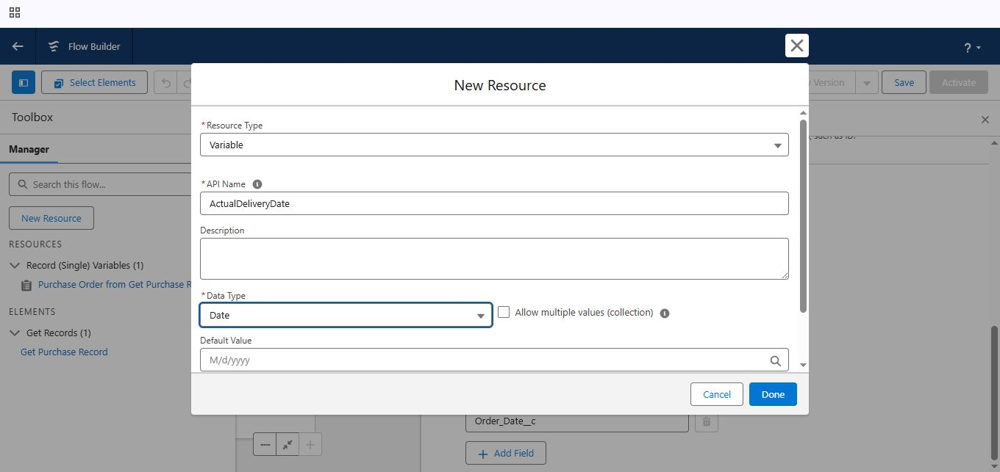 Flow Builder
?
Select Elements
Version
Save
Activate
Toolbox
New Resource
Manager
* Resource Type
Variable
such as ID.
Search this flow...
* API Name
ActualDeliveryDate
New Resource
Description
RESOURCES
Record (Single) Variables (1)
Purchase Order from Get Purchase R
* Data Type
ELEMENTS
Date
Allow multiple values (collection)
Get Records (1)
Default Value
Get Purchase Record
M/d/yyyy
Cancel
Done
Order_Date__c
Add Field